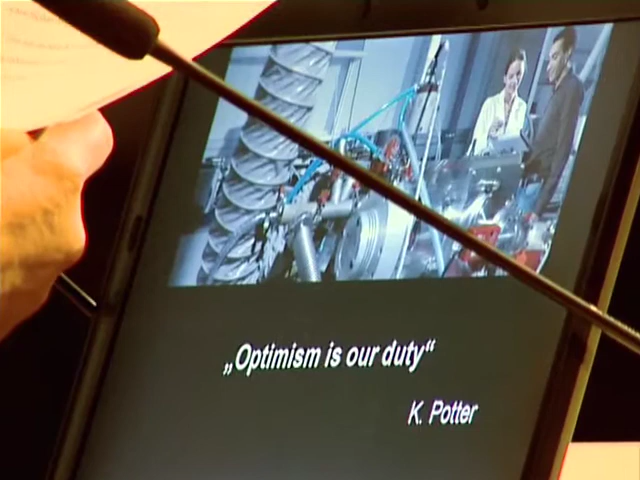 „Optimism is our duty“
K. Potter